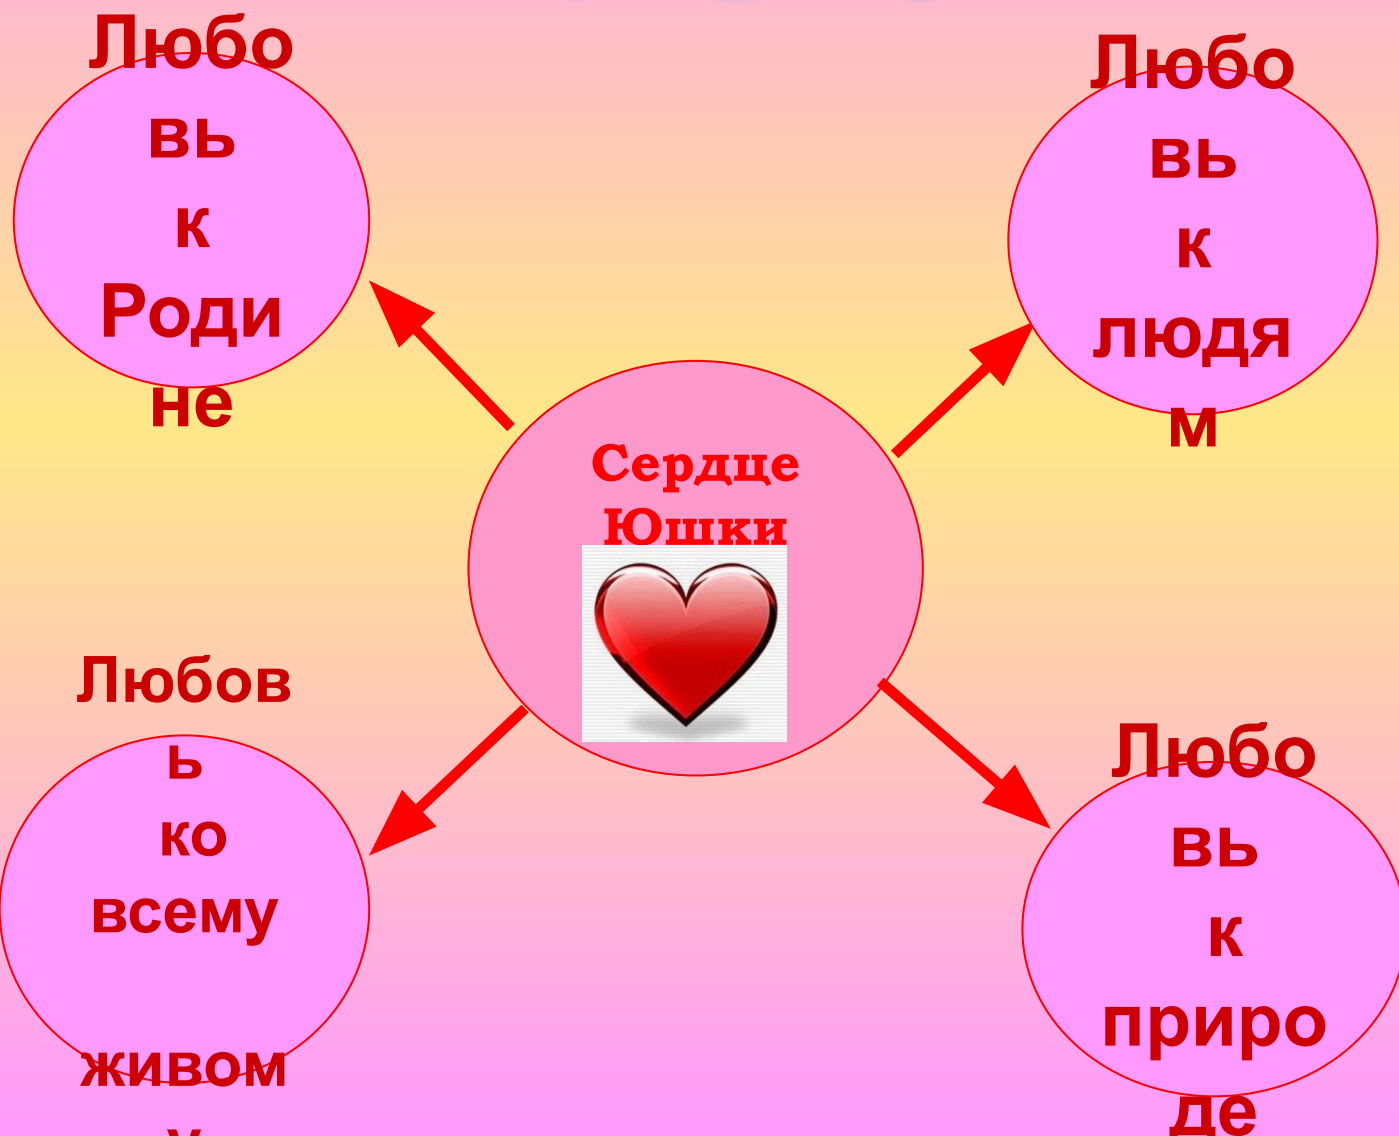 Любо
вь
к
Роди
не
Любо
вь
к
людя
м
Сердце
Юшки
Любов
ь
ко
всему
живом
у
Любо
вь
к
приро
де